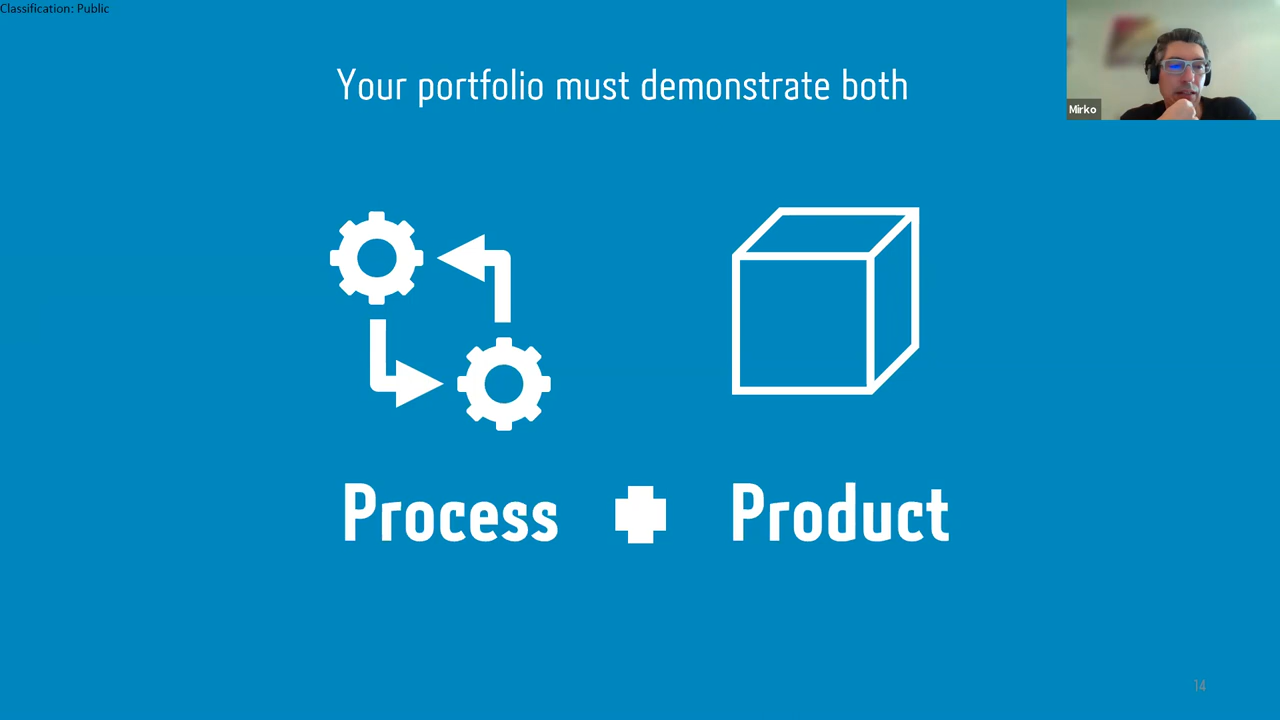 Classification: Public
Your portfolio must demonstrate both
Mirko
Process + Product
14